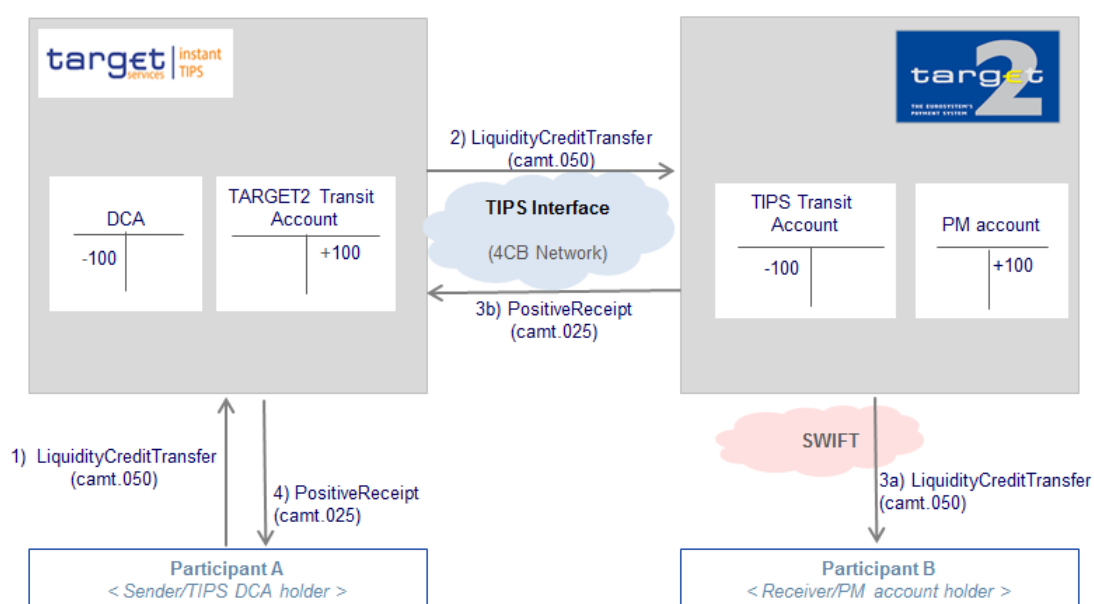 target services | instant TIPS
target 2
THE EUROSYSTEM'S
PAYMENT SYSTEM
2) LiquidityCreditTransfer
(camt.050)
DCA
-100
TARGET2 Transit
Account
+100
TIPS Interface
(4CB Network)
TIPS Transit
Account
-100
PM account
+100
3b) PositiveReceipt
(camt.025)
1) LiquidityCreditTransfer
(camt.050)
4) PositiveReceipt
(camt.025)
SWIFT
3a) LiquidityCreditTransfer
(camt.050)
Participant A
< Sender/TIPS DCA holder >
Participant B
< Receiver/PM account holder >